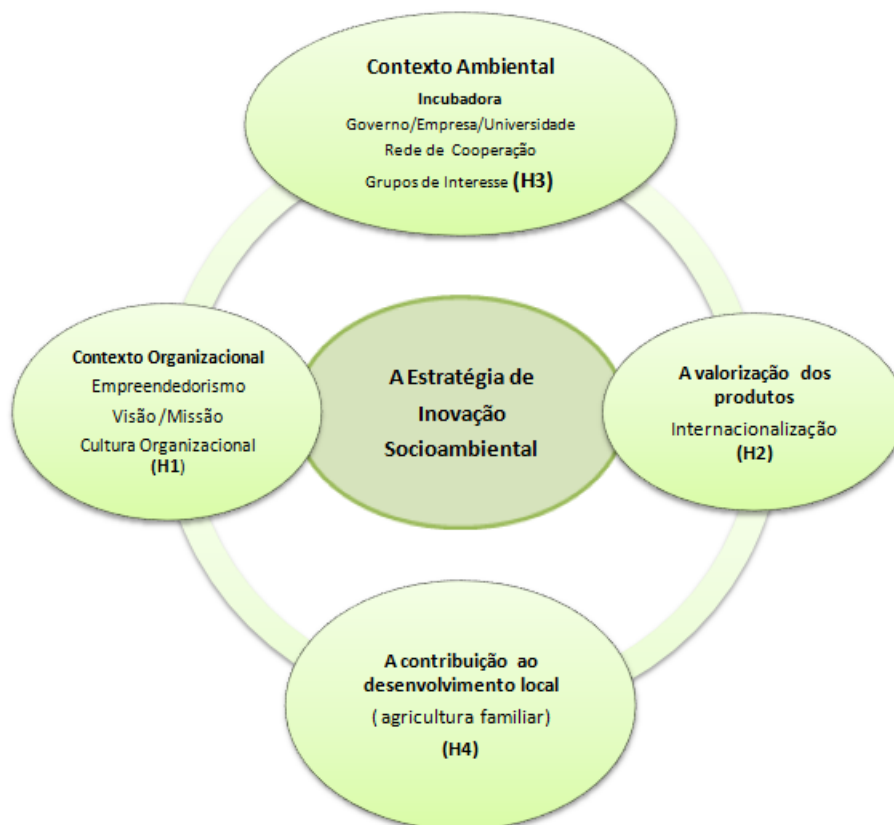 Contexto Ambiental
Incubadora
Governo/Empresa/Universidade
Rede de Cooperação
Grupos de Interesse (H3)
Contexto Organizacional
Empreendedorismo
Visão /Missão
Cultura Organizacional
(H1)
A Estratégia de
Inovação
Socioambiental
A valorização dos
produtos
Internacionalização
(H2)
A contribuição ao
desenvolvimento local
( agricultura familiar)
(H4)